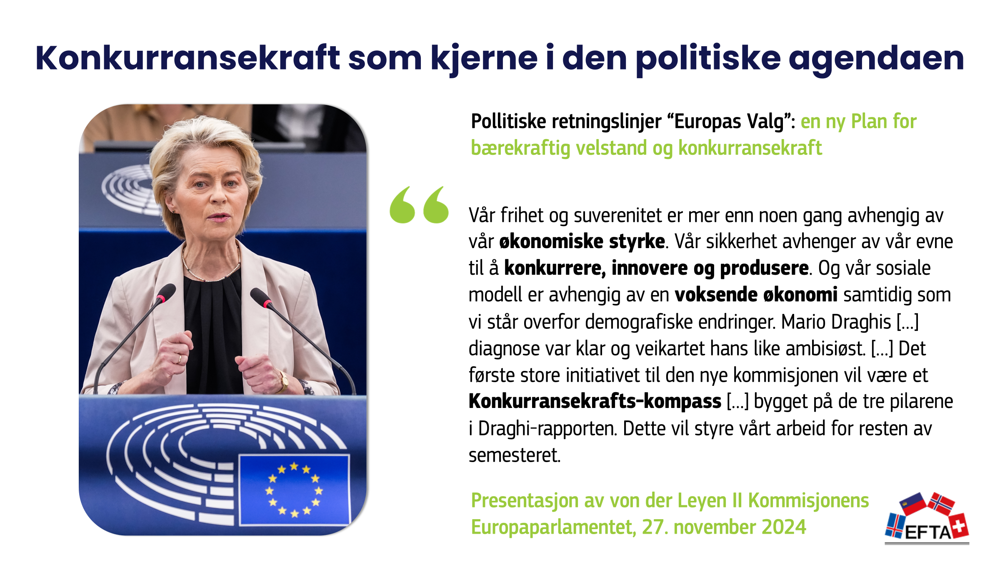 Konkurransekraft som kjerne i den politiske agendaen
Pollitiske retningslinjer “Europas Valg”: en ny Plan for
bærekraftig velstand og konkurransekraft
Vår frihet og suverenitet er mer enn noen gang avhengig av
vår økonomiske styrke. Vår sikkerhet avhenger av vår evne
til å konkurrere, innovere og produsere. Og vår sosiale
modell er avhengig av en voksende økonomi samtidig som
vi står overfor demografiske endringer. Mario Draghis [...]
diagnose var klar og veikartet hans like ambisiøst. [...] Det
første store initiativet til den nye kommisjonen vil være et
Konkurransekrafts-kompass [...] bygget på de tre pilarene
i Draghi-rapporten. Dette vil styre vårt arbeid for resten av
semesteret.
Presentasjon av von der Leyen II Kommisjonens
Europaparlamentet, 27. november 2024
EFTA